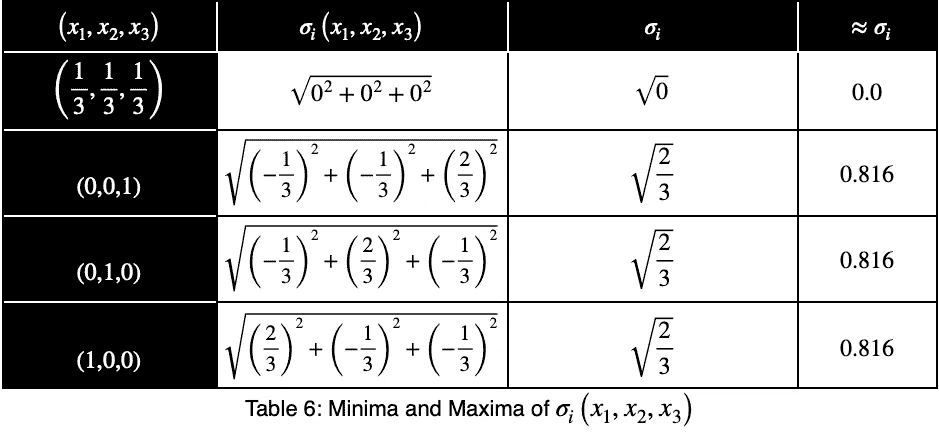 (x₁, x₂, x₃) σᵢ (x₁, x₂, x₃) σᵢ ≈ σᵢ
(1/3, 1/3, 1/3) √(0² + 0² + 0²) √0 0.0
(0,0,1) √((−1/3)² + (−1/3)² + (2/3)²) √(2/3) 0.816
(0,1,0) √((−1/3)² + (2/3)² + (−1/3)²) √(2/3) 0.816
(1,0,0) √((2/3)² + (−1/3)² + (−1/3)²) √(2/3) 0.816
Table 6: Minima and Maxima of σᵢ (x₁, x₂, x₃)